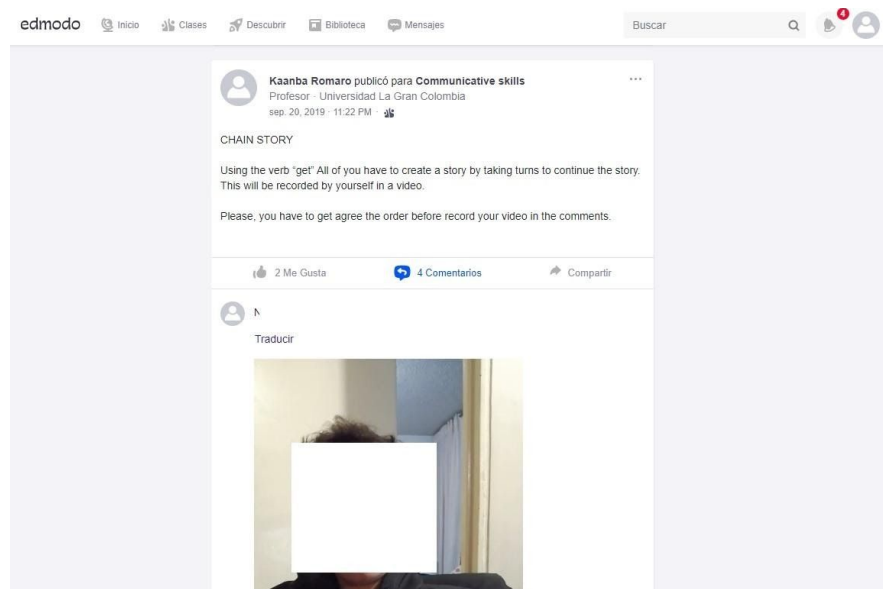 edmodo Inicio Clases Descubrir Biblioteca Mensajes Buscar 4
Kaanba Romaro publicó para Communicative skills
Profesor · Universidad La Gran Colombia
sep. 20, 2019 · 11:22 PM ·
CHAIN STORY
Using the verb “get” All of you have to create a story by taking turns to continue the story.
This will be recorded by yourself in a video.
Please, you have to get agree the order before record your video in the comments.
2 Me Gusta 4 Comentarios Compartir
N
Traducir